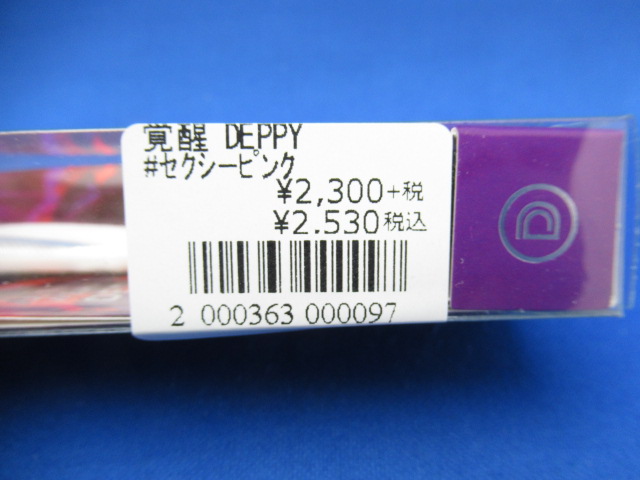 覚醒 DEPPY
#セクシーピンク
¥2,300+税
¥2.530税込
2 000363 000097
D